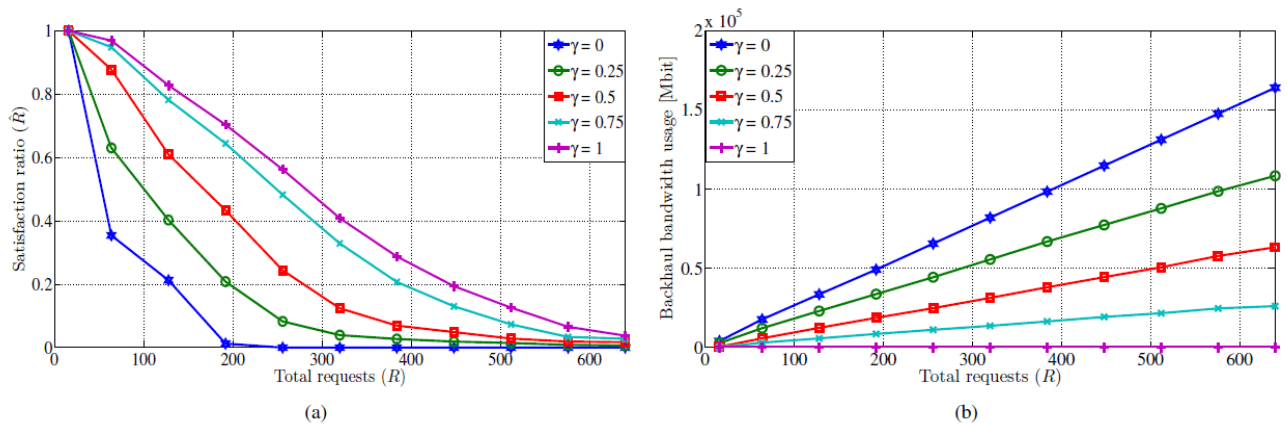 1
0.8
0.6
0.4
0.2
0
0 100 200 300 400 500 600
Satisfaction ratio (R̂)
Total requests (R)
γ = 0
γ = 0.25
γ = 0.5
γ = 0.75
γ = 1
(a)
2 x 10^5
1.5
1
0.5
0
0 100 200 300 400 500 600
Backhaul bandwidth usage [Mbit]
Total requests (R)
γ = 0
γ = 0.25
γ = 0.5
γ = 0.75
γ = 1
(b)